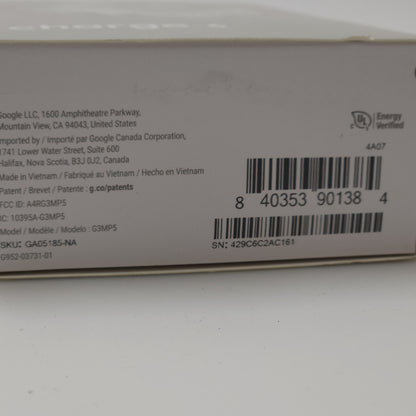 charge 6
Google LLC, 1600 Amphitheatre Parkway,
Mountain View, CA 94043, United States
Imported by / Importé par Google Canada Corporation,
1741 Lower Water Street, Suite 600
Halifax, Nova Scotia, B3J 0J2, Canada
Made in Vietnam / Fabriqué au Vietnam / Hecho en Vietnam
Patent / Brevet / Patente : g.co/patents
FCC ID: A4RG3MP5
IC: 10395A-G3MP5
Model / Modèle / Modelo : G3MP5
SKU: GA05185-NA
G952-03731-01
c UL Energy
Verified
4A07
8 40353 90138 4
SN: 429C6C2AC161